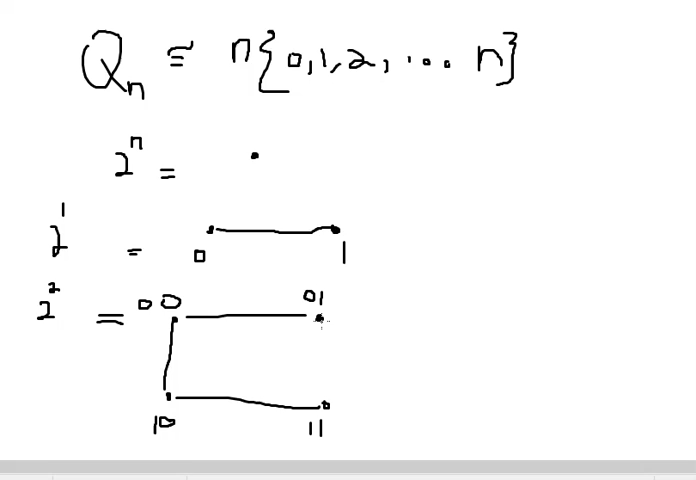 Qn ≡ n{0,1,2, ... n}
2^n = .
2^1 = 0 1
2^2 = 00 01
10 11